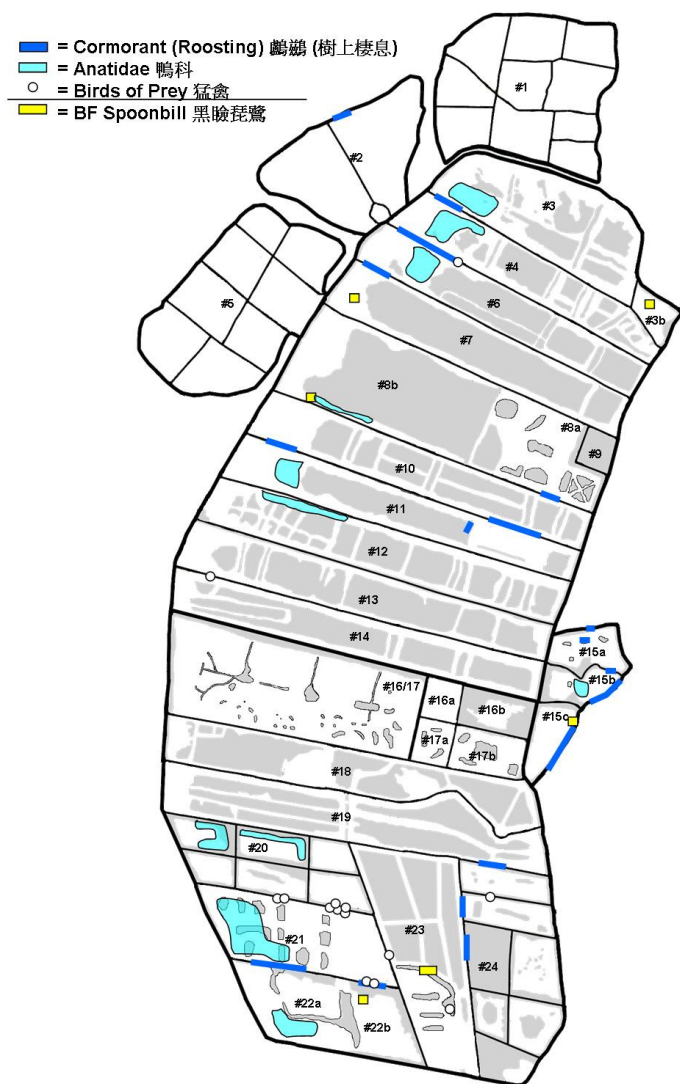 = Cormorant (Roosting) 鸕鷀 (樹上棲息)
= Anatidae 鴨科
= Birds of Prey 猛禽
= BF Spoonbill 黑瞼琵鷺
#1
#2
#3
#4
#3b
#5
#6
#7
#8b
#8a
#9
#10
#11
#12
#13
#14
#15a
#15b
#15c
#16/17
#16a
#16b
#17a
#17b
#18
#19
#20
#21
#23
#24
#22a
#22b